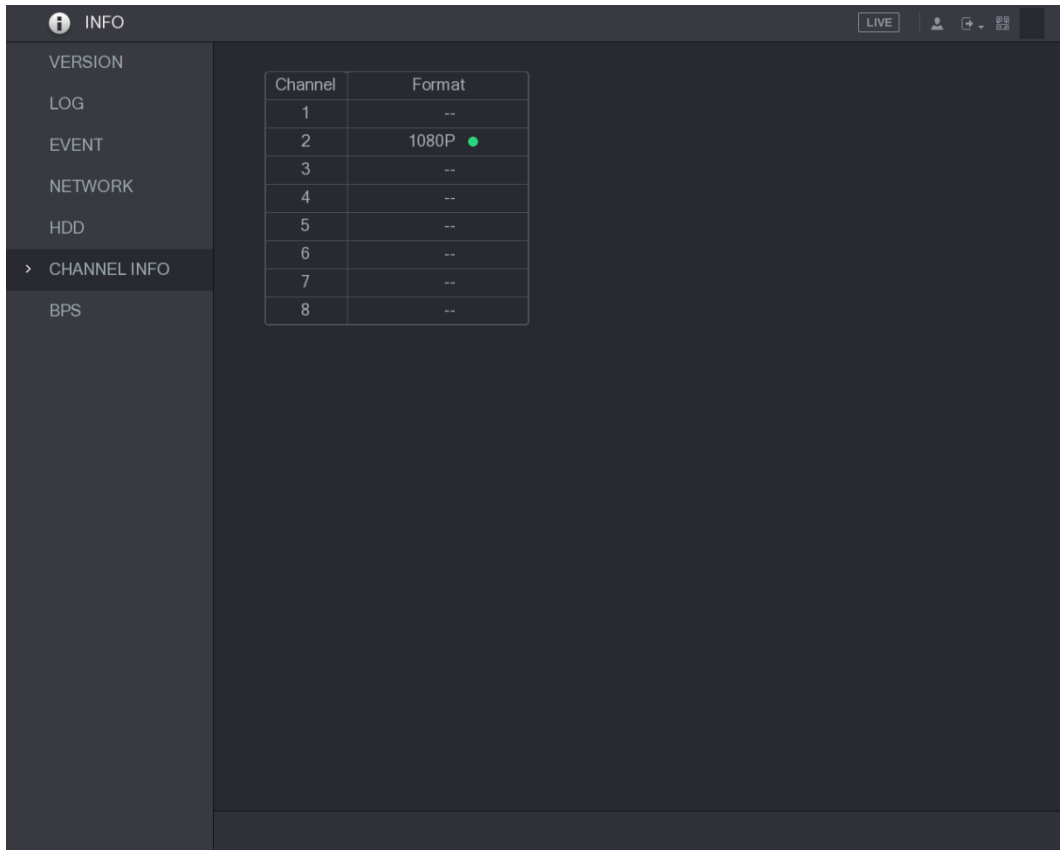 INFO
LIVE
VERSION
LOG
EVENT
NETWORK
HDD
> CHANNEL INFO
BPS
Channel Format
1 --
2 1080P
3 --
4 --
5 --
6 --
7 --
8 --